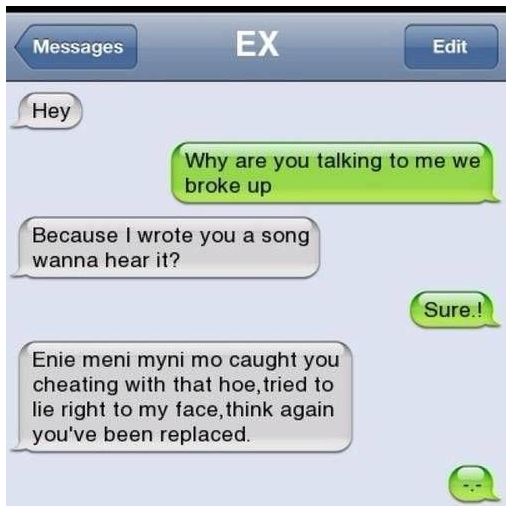 Messages
EX
Edit
Hey
Why are you talking to me we
broke up
Because I wrote you a song
wanna hear it?
Sure.!
Enie meni myni mo caught you
cheating with that hoe,tried to
lie right to my face,think again
you've been replaced.
-.-